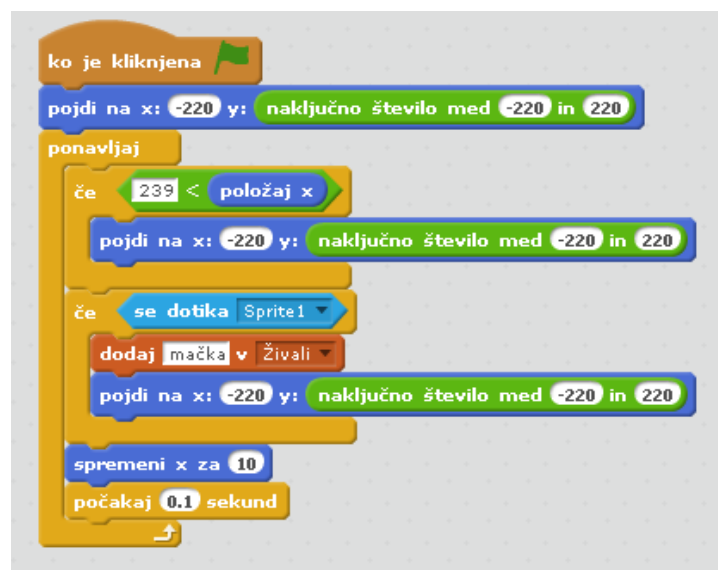 ko je kliknjena
pojdi na x: -220 y: naključno število med -220 in 220
ponavljaj
če 239 < položaj x
pojdi na x: -220 y: naključno število med -220 in 220
če se dotika Sprite1
dodaj mačka v Živali
pojdi na x: -220 y: naključno število med -220 in 220
spremeni x za 10
počakaj 0.1 sekund